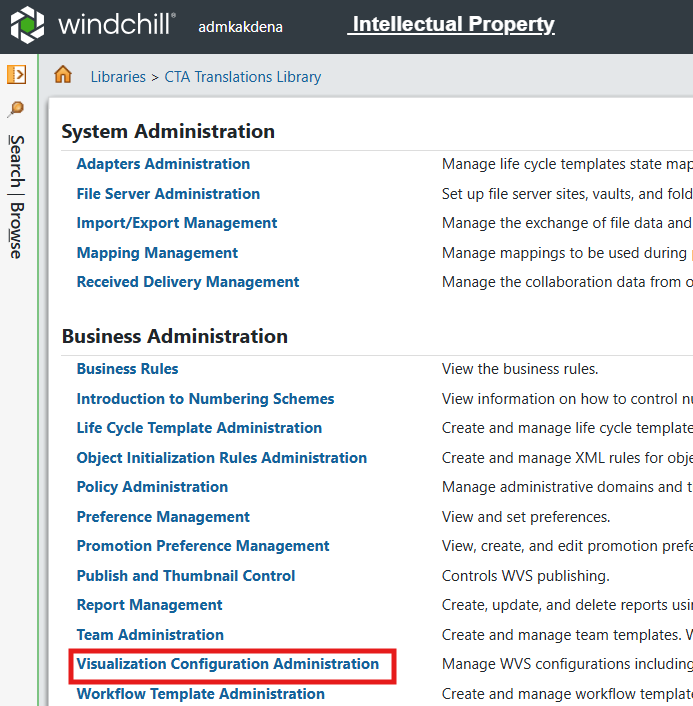 windchill® admkakdena Intellectual Property
Libraries > CTA Translations Library
Search | Browse
System Administration
Adapters Administration Manage life cycle templates state map
File Server Administration Set up file server sites, vaults, and fold
Import/Export Management Manage the exchange of file data and
Mapping Management Manage mappings to be used during
Received Delivery Management Manage the collaboration data from o
Business Administration
Business Rules View the business rules.
Introduction to Numbering Schemes View information on how to control nu
Life Cycle Template Administration Create and manage life cycle template
Object Initialization Rules Administration Create and manage XML rules for obje
Policy Administration Manage administrative domains and t
Preference Management View and set preferences.
Promotion Preference Management View, create, and edit promotion prefe
Publish and Thumbnail Control Controls WVS publishing.
Report Management Create, update, and delete reports usin
Team Administration Create and manage team templates. W
Visualization Configuration Administration Manage WVS configurations including
Workflow Template Administration Create and manage workflow template